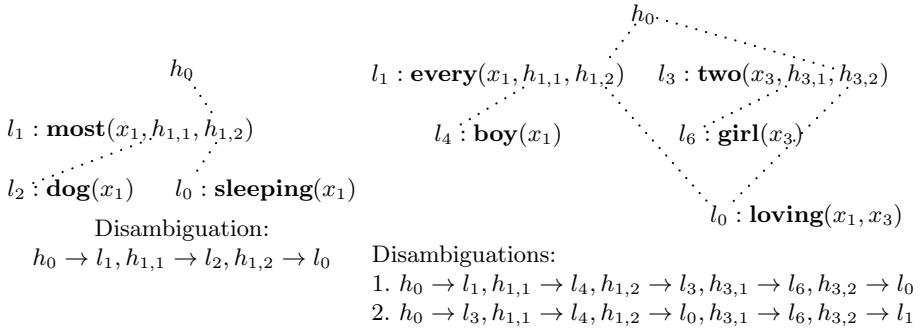 h₀
l₁ : most(x₁, h₁,₁, h₁,₂)
l₂ : dog(x₁) l₀ : sleeping(x₁)
Disambiguation:
h₀ → l₁, h₁,₁ → l₂, h₁,₂ → l₀
h₀
l₁ : every(x₁, h₁,₁, h₁,₂) l₃ : two(x₃, h₃,₁, h₃,₂)
l₄ : boy(x₁) l₆ : girl(x₃)
l₀ : loving(x₁, x₃)
Disambiguations:
1. h₀ → l₁, h₁,₁ → l₄, h₁,₂ → l₃, h₃,₁ → l₆, h₃,₂ → l₀
2. h₀ → l₃, h₁,₁ → l₄, h₁,₂ → l₀, h₃,₁ → l₆, h₃,₂ → l₁